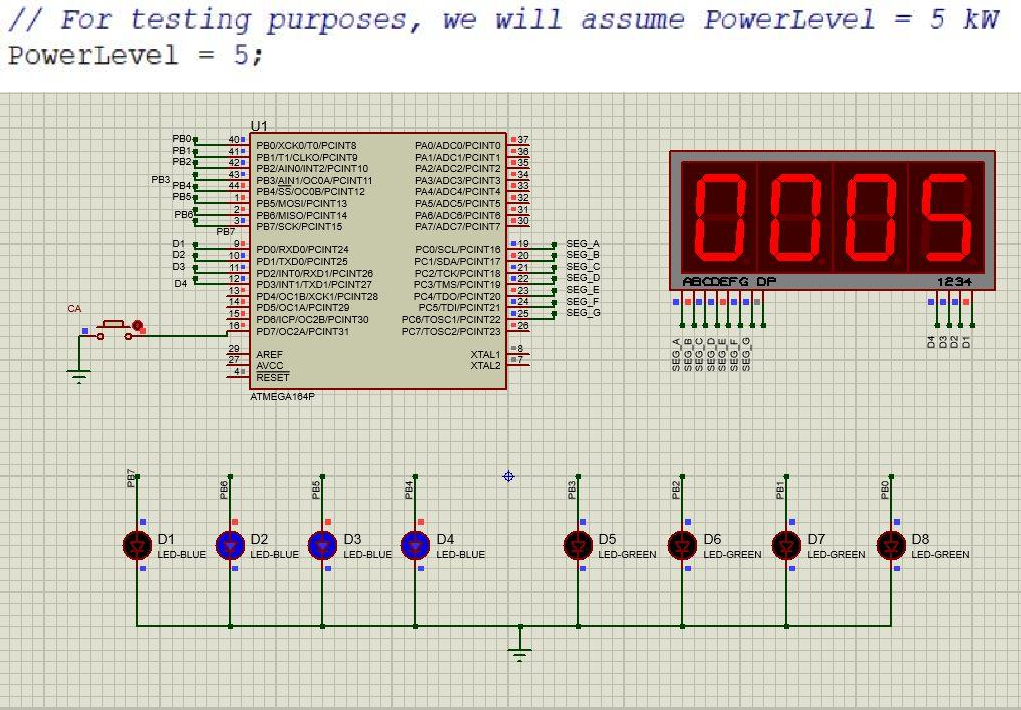 // For testing purposes, we will assume PowerLevel = 5 kW
PowerLevel = 5;
U1
PB0 40 PB0/XCK0/T0/PCINT8 PA0/ADC0/PCINT0 37
PB1 41 PB1/T1/CLKO/PCINT9 PA1/ADC1/PCINT1 36
PB2 42 PB2/AIN0/INT2/PCINT10 PA2/ADC2/PCINT2 35
PB3 43 PB3/AIN1/OC0A/PCINT11 PA3/ADC3/PCINT3 34
PB4 44 PB4/SS/OC0B/PCINT12 PA4/ADC4/PCINT4 33
PB5 1 PB5/MOSI/PCINT13 PA5/ADC5/PCINT5 32
PB6 2 PB6/MISO/PCINT14 PA6/ADC6/PCINT6 31
PB7 3 PB7/SCK/PCINT15 PA7/ADC7/PCINT7 30
D1 9 PD0/RXD0/PCINT24 PC0/SCL/PCINT16 19 SEG_A
D2 10 PD1/TXD0/PCINT25 PC1/SDA/PCINT17 20 SEG_B
D3 11 PD2/INT0/RXD1/PCINT26 PC2/TCK/PCINT18 21 SEG_C
D4 12 PD3/INT1/TXD1/PCINT27 PC3/TMS/PCINT19 22 SEG_D
13 PD4/OC1B/XCK1/PCINT28 PC4/TDO/PCINT20 23 SEG_E
14 PD5/OC1A/PCINT29 PC5/TDI/PCINT21 24 SEG_F
15 PD6/ICP/OC2B/PCINT30 PC6/TOSC1/PCINT22 25 SEG_G
16 PD7/OC2A/PCINT31 PC7/TOSC2/PCINT23 26
CA
29 AREF XTAL1 8
27 AVCC XTAL2 7
4 RESET
ATMEGA164P
0005
ABCDEFG DP 1234
SEG_A SEG_B SEG_C SEG_D SEG_E SEG_F SEG_G D4 D3 D2 D1
PB7 PB6 PB5 PB4 PB3 PB2 PB1 PB0
D1 D2 D3 D4 D5 D6 D7 D8
LED-BLUE LED-BLUE LED-BLUE LED-BLUE LED-GREEN LED-GREEN LED-GREEN LED-GREEN